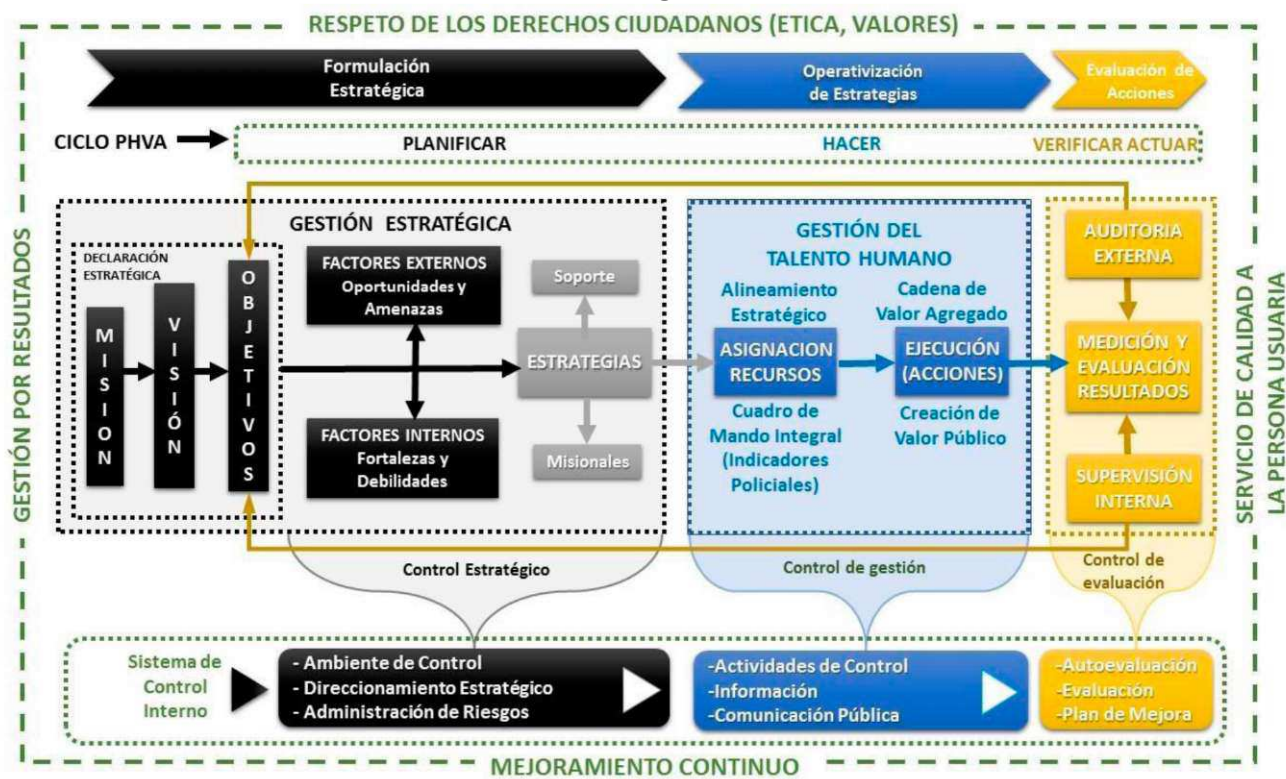 RESPETO DE LOS DERECHOS CIUDADANOS (ETICA, VALORES)
Formulación
Estratégica
Operativización
de Estrategias
Evaluación de
Acciones
CICLO PHVA
PLANIFICAR
HACER
VERIFICAR ACTUAR
GESTIÓN POR RESULTADOS
GESTIÓN ESTRATÉGICA
DECLARACIÓN
ESTRATÉGICA
MISION
VISIÓN
OBJETIVOS
FACTORES EXTERNOS
Oportunidades y
Amenazas
FACTORES INTERNOS
Fortalezas y
Debilidades
Soporte
ESTRATEGIAS
Misionales
GESTIÓN DEL
TALENTO HUMANO
Alineamiento
Estratégico
ASIGNACION
RECURSOS
Cuadro de
Mando Integral
(Indicadores
Policiales)
Cadena de
Valor Agregado
EJECUCIÓN
(ACCIONES)
Creación de
Valor Público
AUDITORIA
EXTERNA
MEDICIÓN Y
EVALUACIÓN
RESULTADOS
SUPERVISIÓN
INTERNA
SERVICIO DE CALIDAD A
LA PERSONA USUARIA
Control Estratégico
Control de gestión
Control de
evaluación
Sistema de
Control
Interno
- Ambiente de Control
- Direccionamiento Estratégico
- Administración de Riesgos
-Actividades de Control
-Información
-Comunicación Pública
-Autoevaluación
-Evaluación
-Plan de Mejora
MEJORAMIENTO CONTINUO